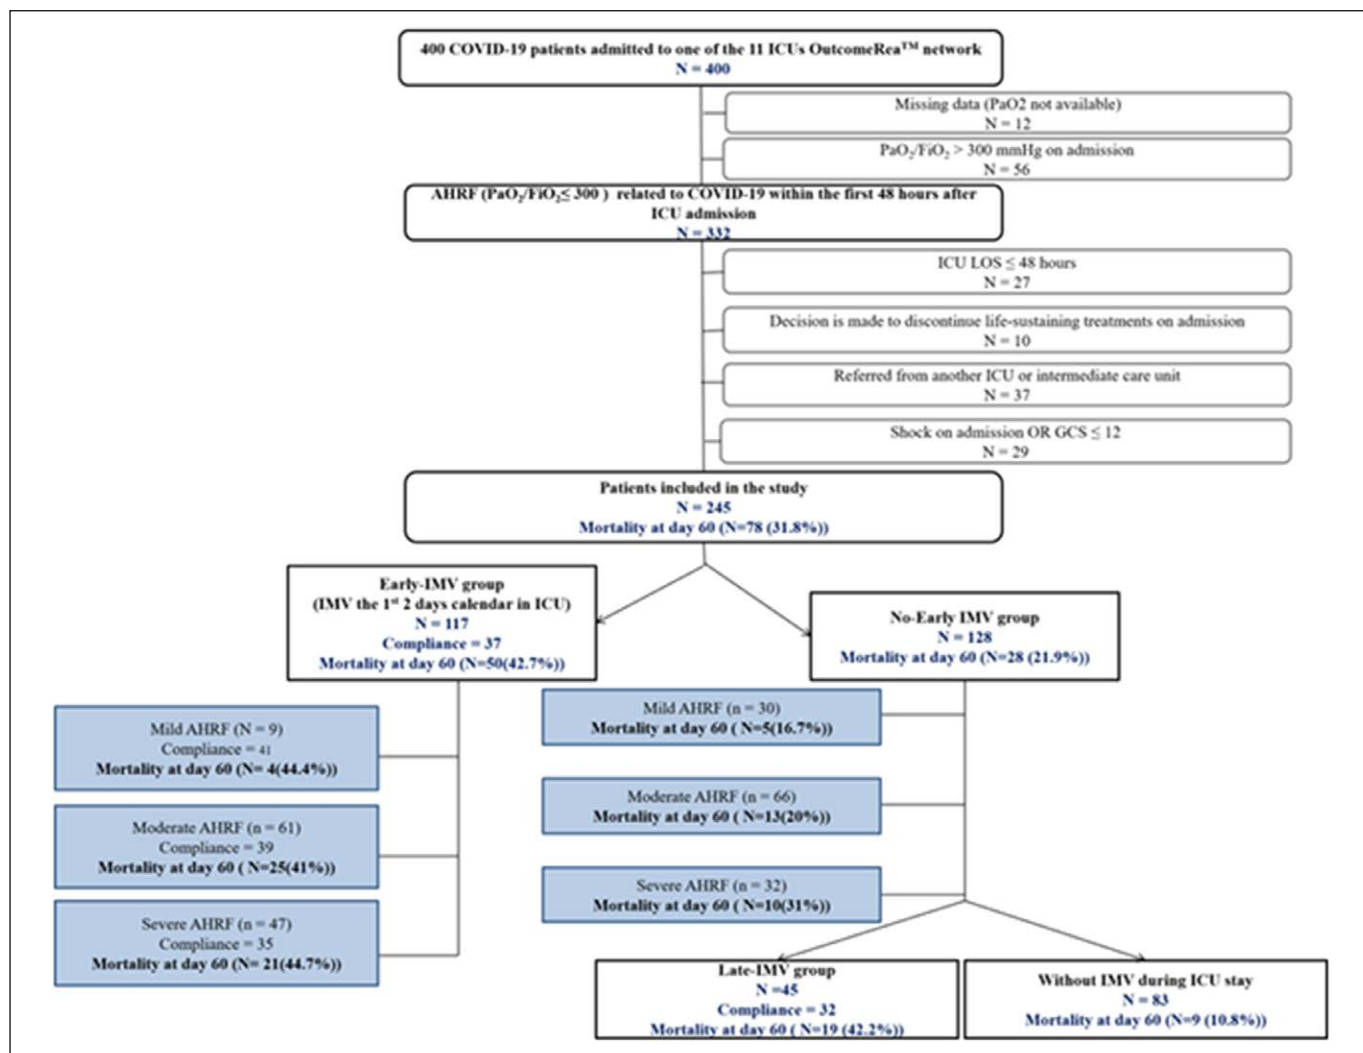 400 COVID-19 patients admitted to one of the 11 ICUs OutcomeRea™ network
N = 400
Missing data (PaO2 not available)
N = 12
PaO₂/FiO₂ > 300 mmHg on admission
N = 56
AHRF (PaO₂/FiO₂≤ 300 ) related to COVID-19 within the first 48 hours after
ICU admission
N = 332
ICU LOS ≤ 48 hours
N = 27
Decision is made to discontinue life-sustaining treatments on admission
N = 10
Referred from another ICU or intermediate care unit
N = 37
Shock on admission OR GCS ≤ 12
N = 29
Patients included in the study
N = 245
Mortality at day 60 (N=78 (31.8%))
Early-IMV group
(IMV the 1ˢᵗ 2 days calendar in ICU)
N = 117
Compliance = 37
Mortality at day 60 (N=50(42.7%))
No-Early IMV group
N = 128
Mortality at day 60 (N=28 (21.9%))
Mild AHRF (N = 9)
Compliance = 41
Mortality at day 60 (N= 4(44.4%))
Moderate AHRF (n = 61)
Compliance = 39
Mortality at day 60 ( N=25(41%))
Severe AHRF (n = 47)
Compliance = 35
Mortality at day 60 (N= 21(44.7%))
Mild AHRF (n = 30)
Mortality at day 60 ( N=5(16.7%))
Moderate AHRF (n = 66)
Mortality at day 60 ( N=13(20%))
Severe AHRF (n = 32)
Mortality at day 60 ( N=10(31%))
Late-IMV group
N =45
Compliance = 32
Mortality at day 60 ( N=19 (42.2%))
Without IMV during ICU stay
N = 83
Mortality at day 60 (N=9 (10.8%))